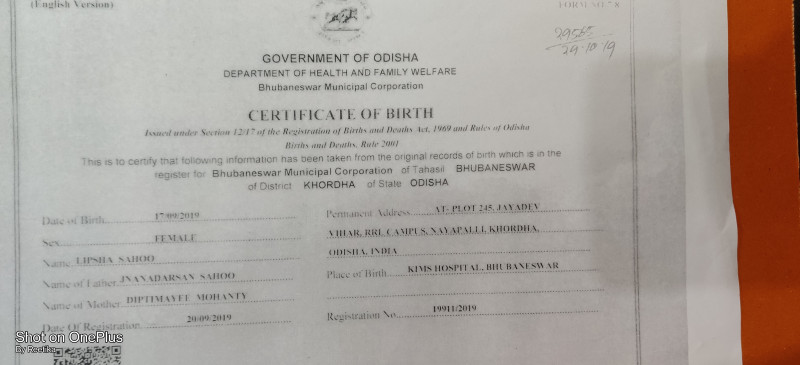 (English Version)
29565
29-10-19
GOVERNMENT OF ODISHA
DEPARTMENT OF HEALTH AND FAMILY WELFARE
Bhubaneswar Municipal Corporation
CERTIFICATE OF BIRTH
Issued under Section 12/17 of the Registration of Births and Deaths Act, 1969 and Rules of Odisha
Births and Deaths, Rule 2001
This is to certify that following information has been taken from the original records of birth which is in the
register for Bhubaneswar Municipal Corporation of Tahasil BHUBANESWAR
of District KHORDHA of State ODISHA
Date of Birth 17/09/2019
Sex FEMALE
Name LIPSHA SAHOO
Name of Father JNANADARSAN SAHOO
Name of Mother DIPTIMAYEE MOHANTY
Date Of Registration 20/09/2019
Permanent Address AT- PLOT 245, JAYADEV
VIHAR, RRL CAMPUS, NAYAPALLI, KHORDHA,
ODISHA, INDIA
Place of Birth KIMS HOSPITAL, BHUBANESWAR
Registration No. 19911/2019
Shot on OnePlus
By Reetika